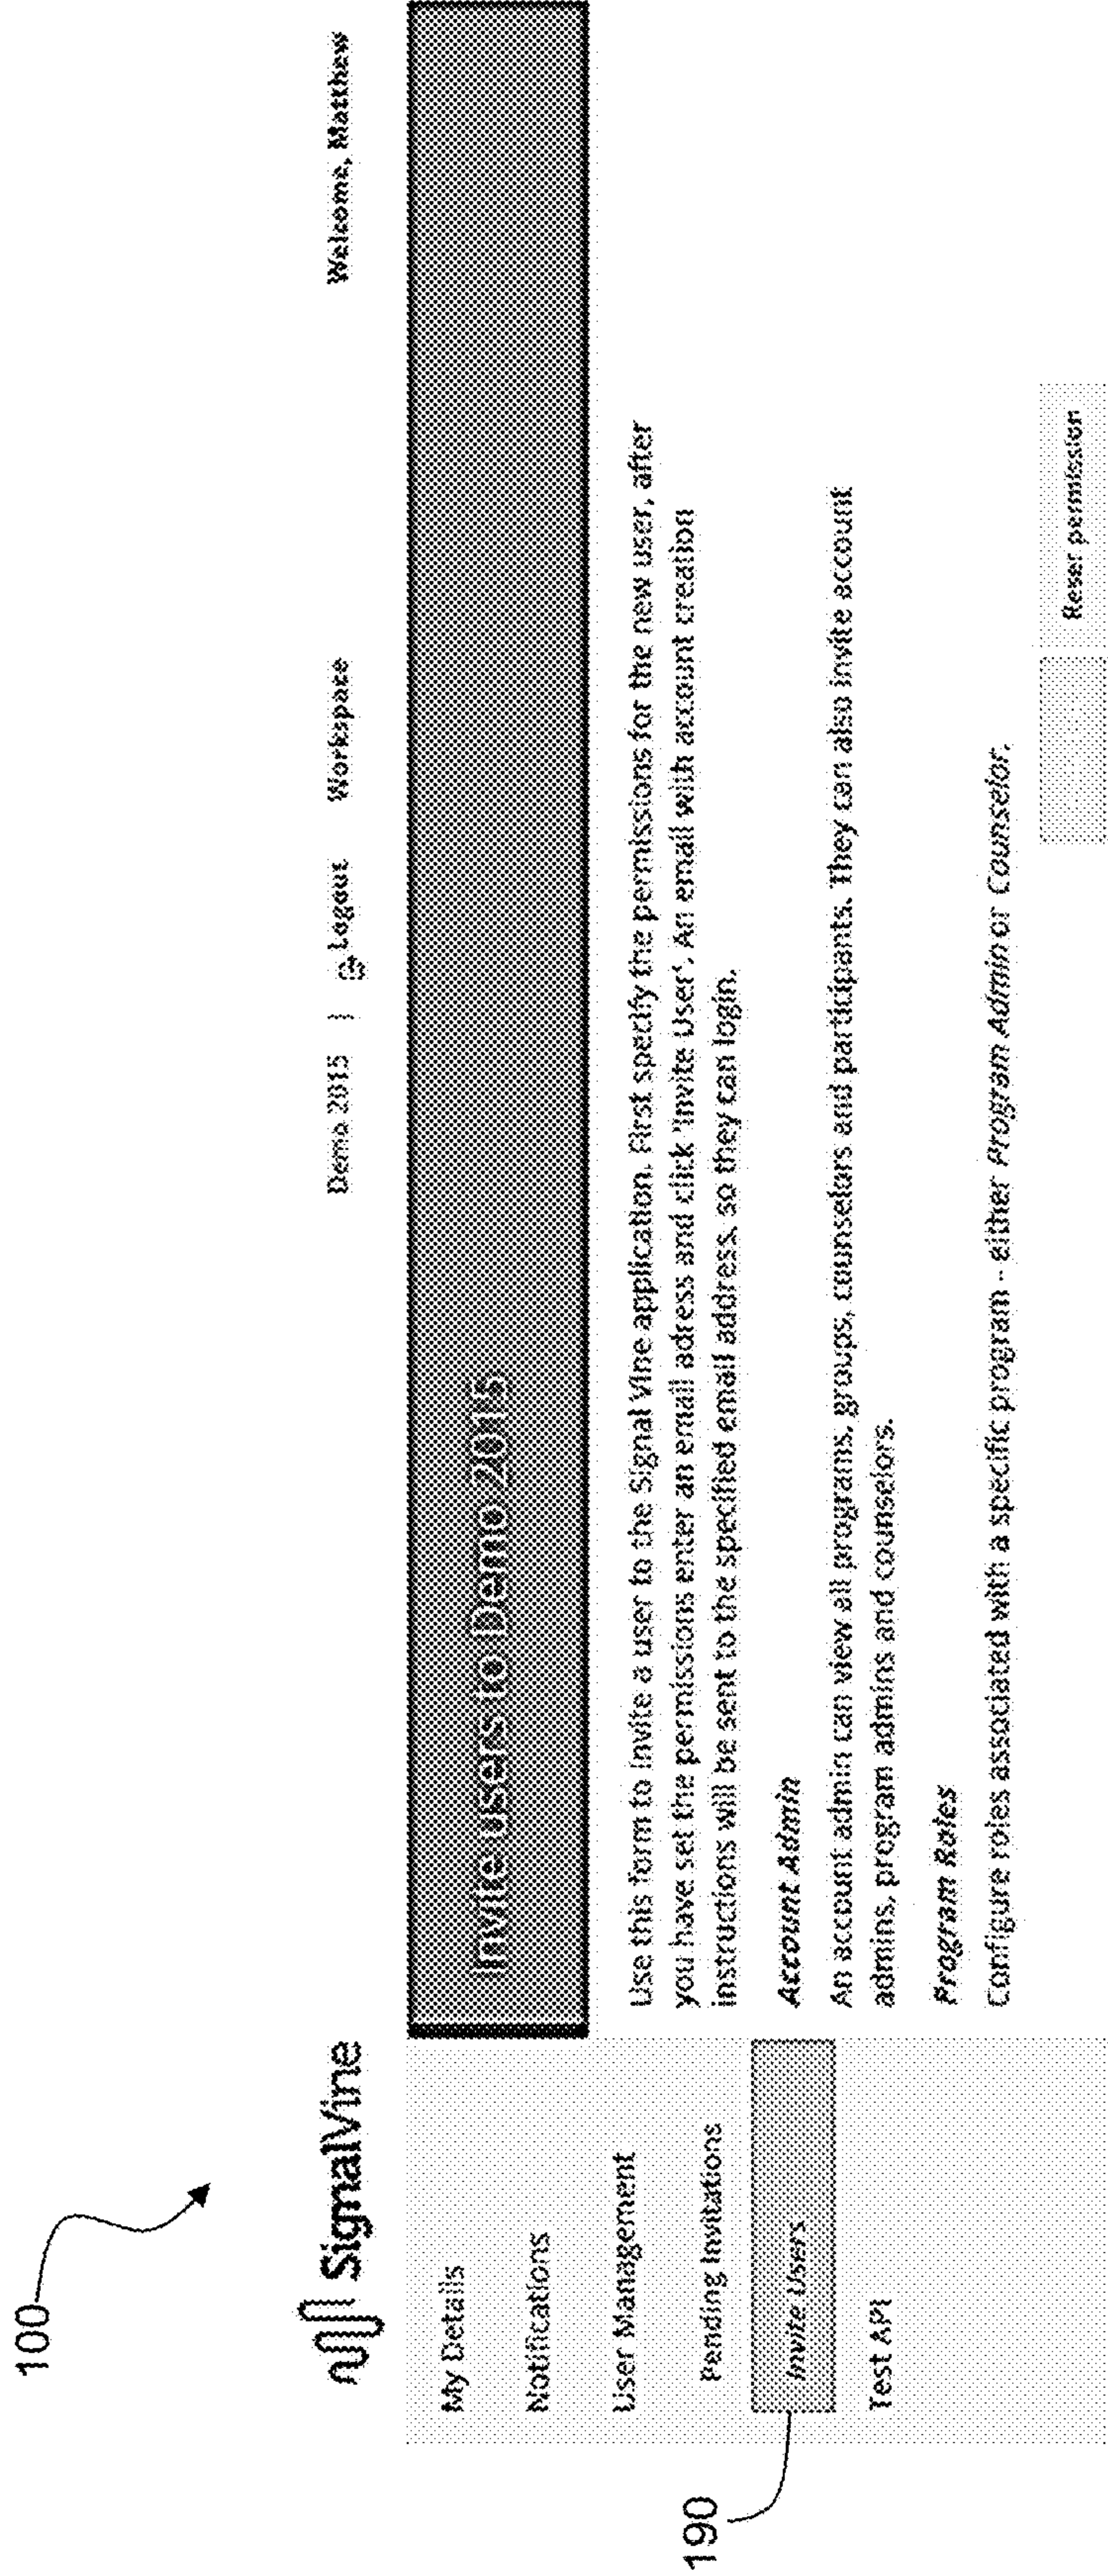 100
SignalVine
Demo 2015 | Logout Workspace Welcome, Matthew
My Details
Notifications
User Management
Pending Invitations
190
Invite Users
Test API
Invite users to Demo 2015
Use this form to invite a user to the Signal Vine application. First specify the permissions for the new user, after
you have set the permissions enter an email adress and click 'Invite User'. An email with account creation
instructions will be sent to the specified email address, so they can login.
Account Admin
An account admin can view all programs, groups, counselors and participants. They can also invite account
admins, program admins and counselors.
Program Roles
Configure roles associated with a specific program -- either Program Admin or Counselor.
Reser permission